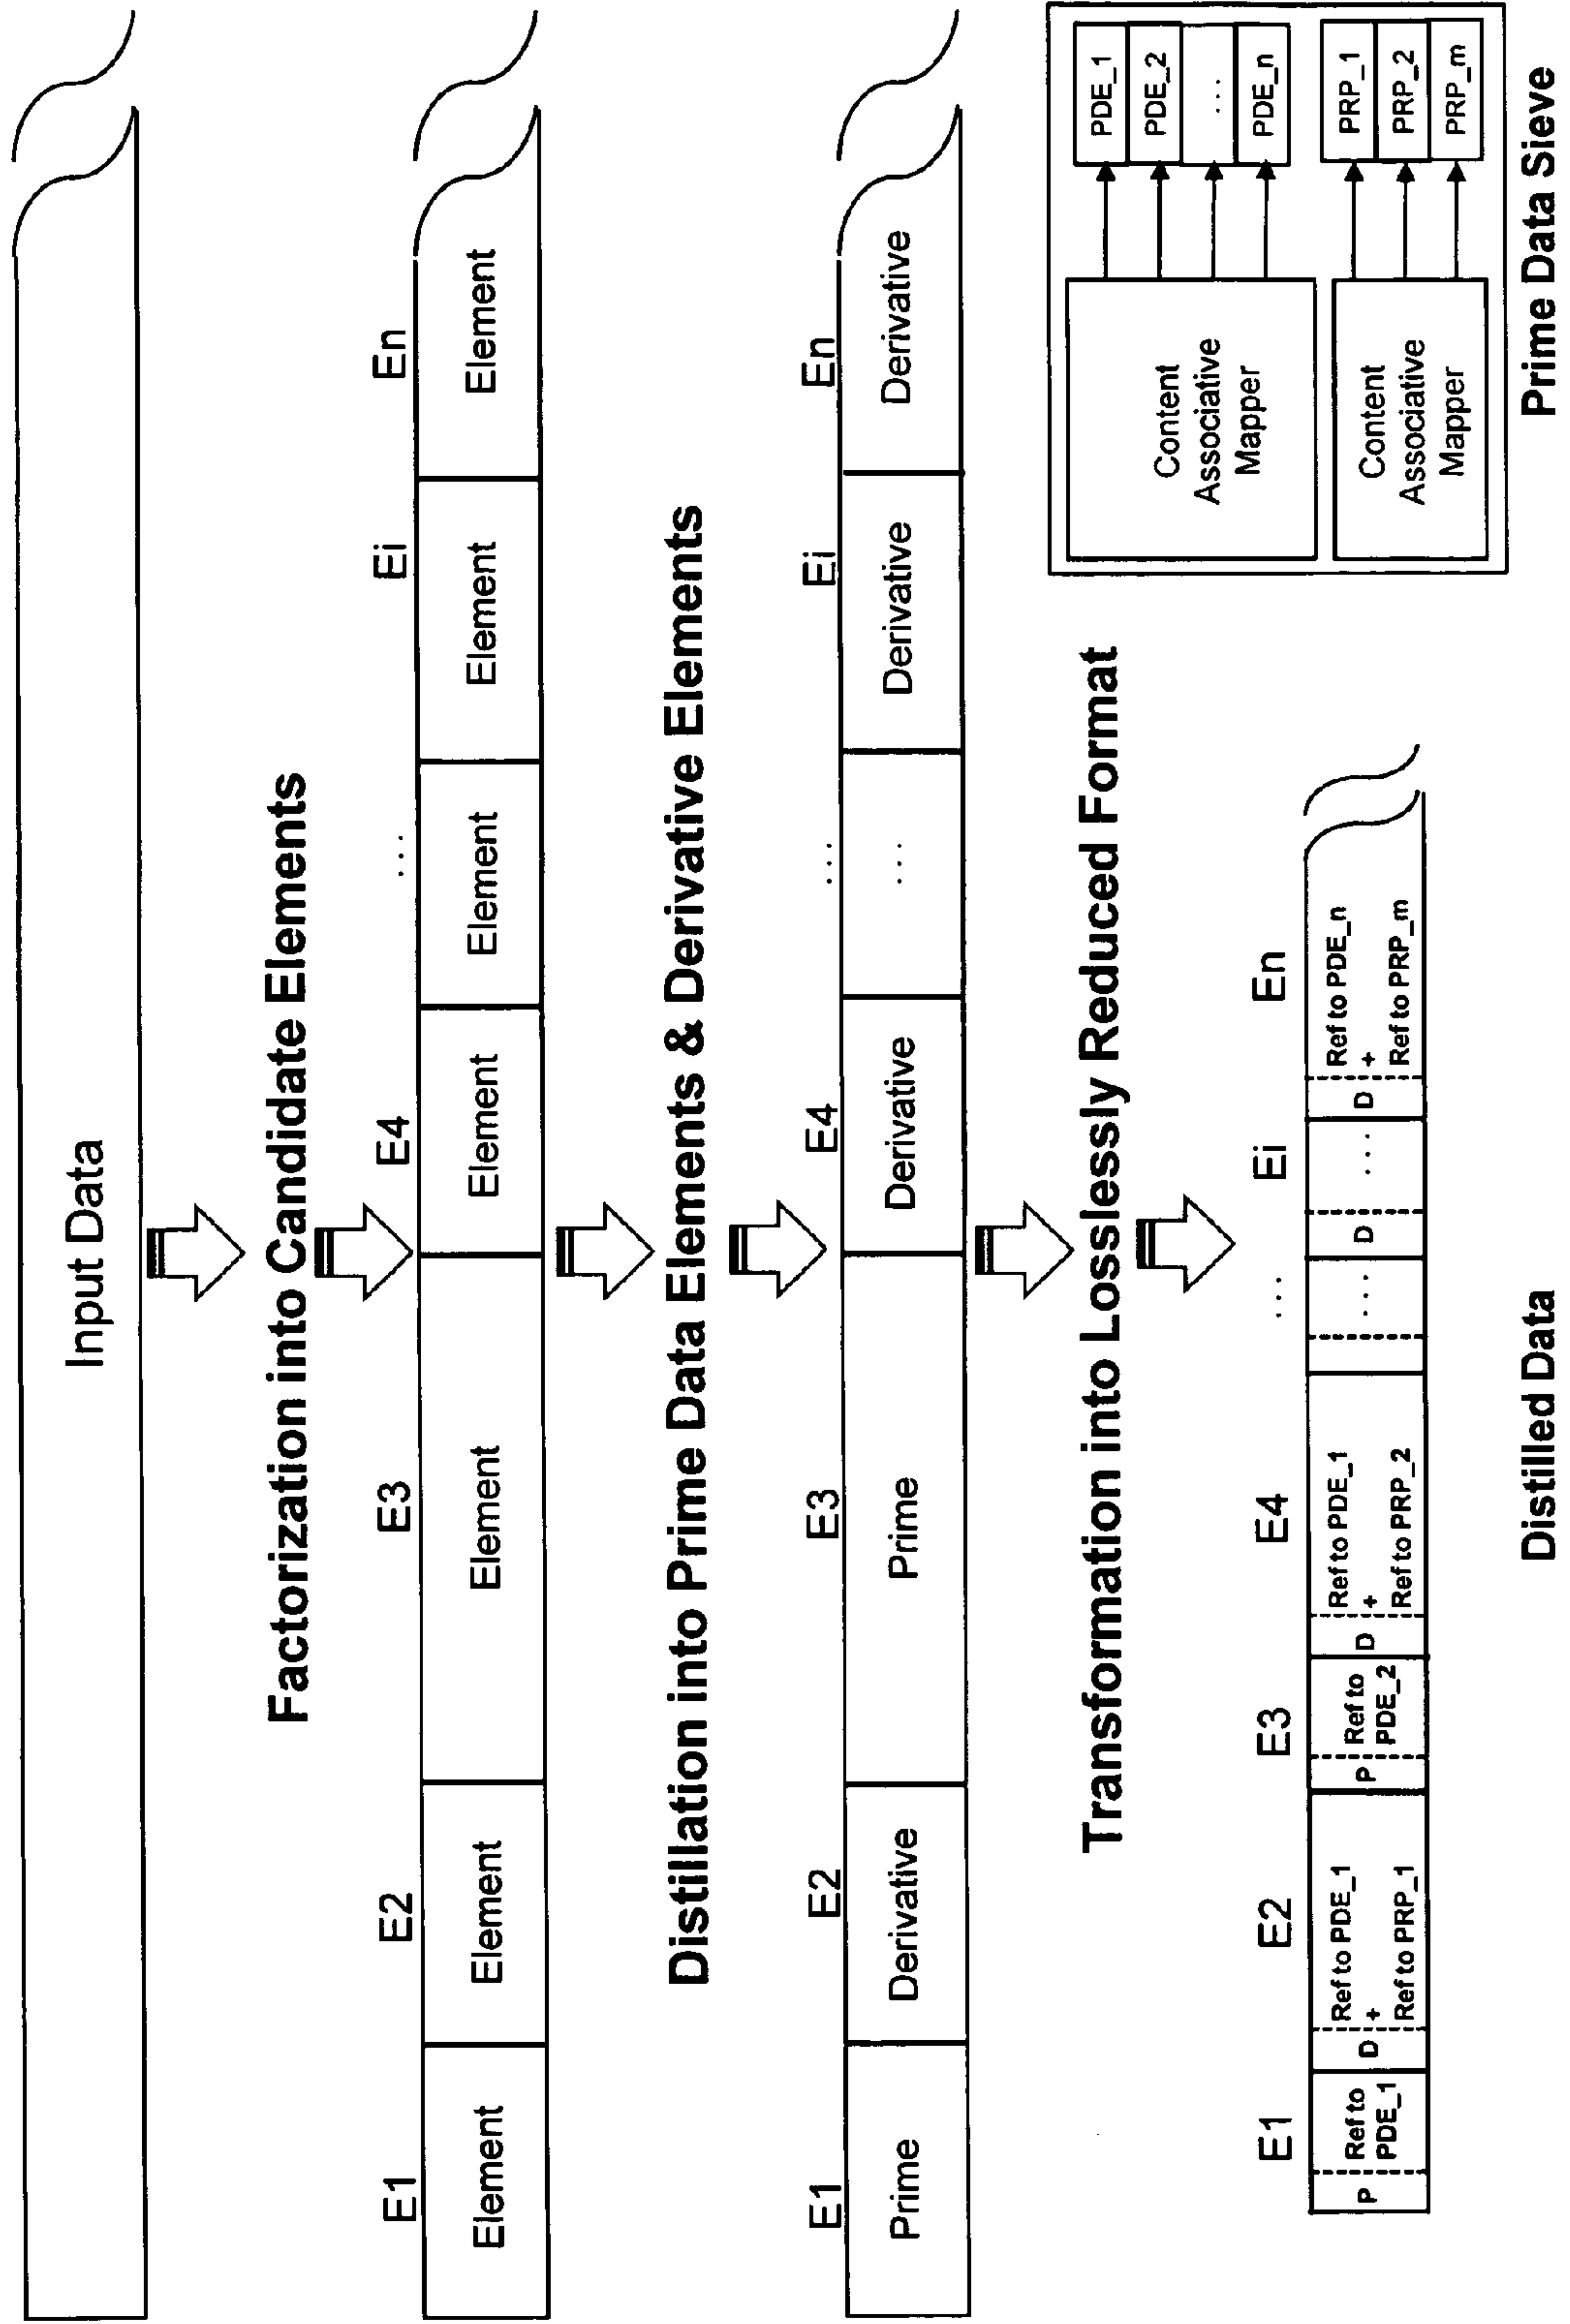 Input Data
Factorization into Candidate Elements
E1
E2
E3
E4
...
Ei
En
Element
Element
Element
Element
Element
Element
Element
Distillation into Prime Data Elements & Derivative Elements
E1
E2
E3
E4
...
Ei
En
Prime
Derivative
Prime
Derivative
...
Derivative
Derivative
Transformation into Losslessly Reduced Format
E1
E2
E3
E4
...
Ei
En
P
Ref to
PDE_1
D
Ref to PDE_1
+
Ref to PRP_1
P
Ref to
PDE_2
D
Ref to PDE_1
+
Ref to PRP_2
...
D
...
D
Ref to PDE_n
+
Ref to PRP_m
Distilled Data
Content
Associative
Mapper
PDE_1
PDE_2
...
PDE_n
Content
Associative
Mapper
PRP_1
PRP_2
PRP_m
Prime Data Sieve